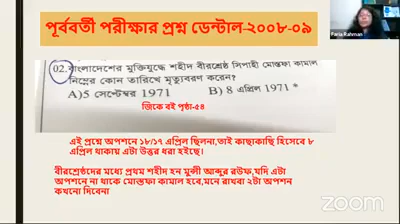 পূর্ববর্তী পরীক্ষার প্রশ্ন ডেন্টাল-২০০৮-০৯
Faria Rahman
02. বাংলাদেশের মুক্তিযুদ্ধে শহীদ বীরশ্রেষ্ঠ সিপাহী মোস্তফা কামাল
নিম্নের কোন তারিখে মৃত্যুবরণ করেন?
A) 5 সেপ্টেম্বর 1971 B) 8 এপ্রিল 1971 *
জিকে বই পৃষ্ঠা-৫৪
এই প্রশ্নে অপশনে ১৮/১৭ এপ্রিল ছিলনা,তাই কাছাকাছি হিসেবে ৮
এপ্রিল থাকায় এটা উত্তর ধরা হইছে।
বীরশ্রেষ্ঠদের মধ্যে প্রথম শহীদ হন মুন্সী আব্দুর রউফ,যদি এটা
অপশনে না থাকে মোস্তফা কামাল হবে,মনে রাখবা ২টা অপশন
কখনো দিবেনা
zoom